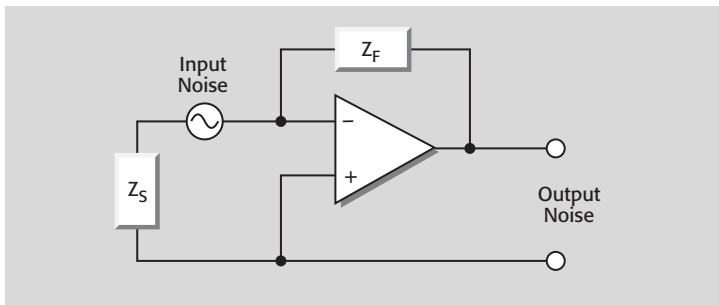 Z_F
Input
Noise
−
+
Z_S
Output
Noise